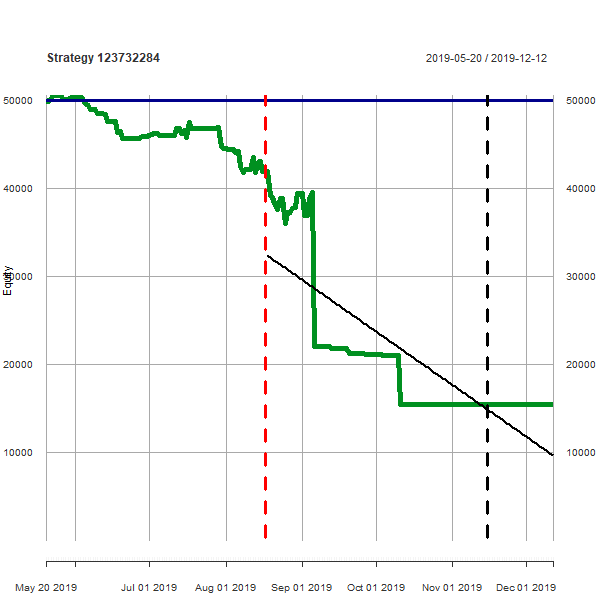 Strategy 123732284
2019-05-20 / 2019-12-12
50000
50000
40000
40000
30000
30000
Equity
20000
20000
10000
10000
May 20 2019
Jul 01 2019
Aug 01 2019
Sep 01 2019
Oct 01 2019
Nov 01 2019
Dec 01 2019